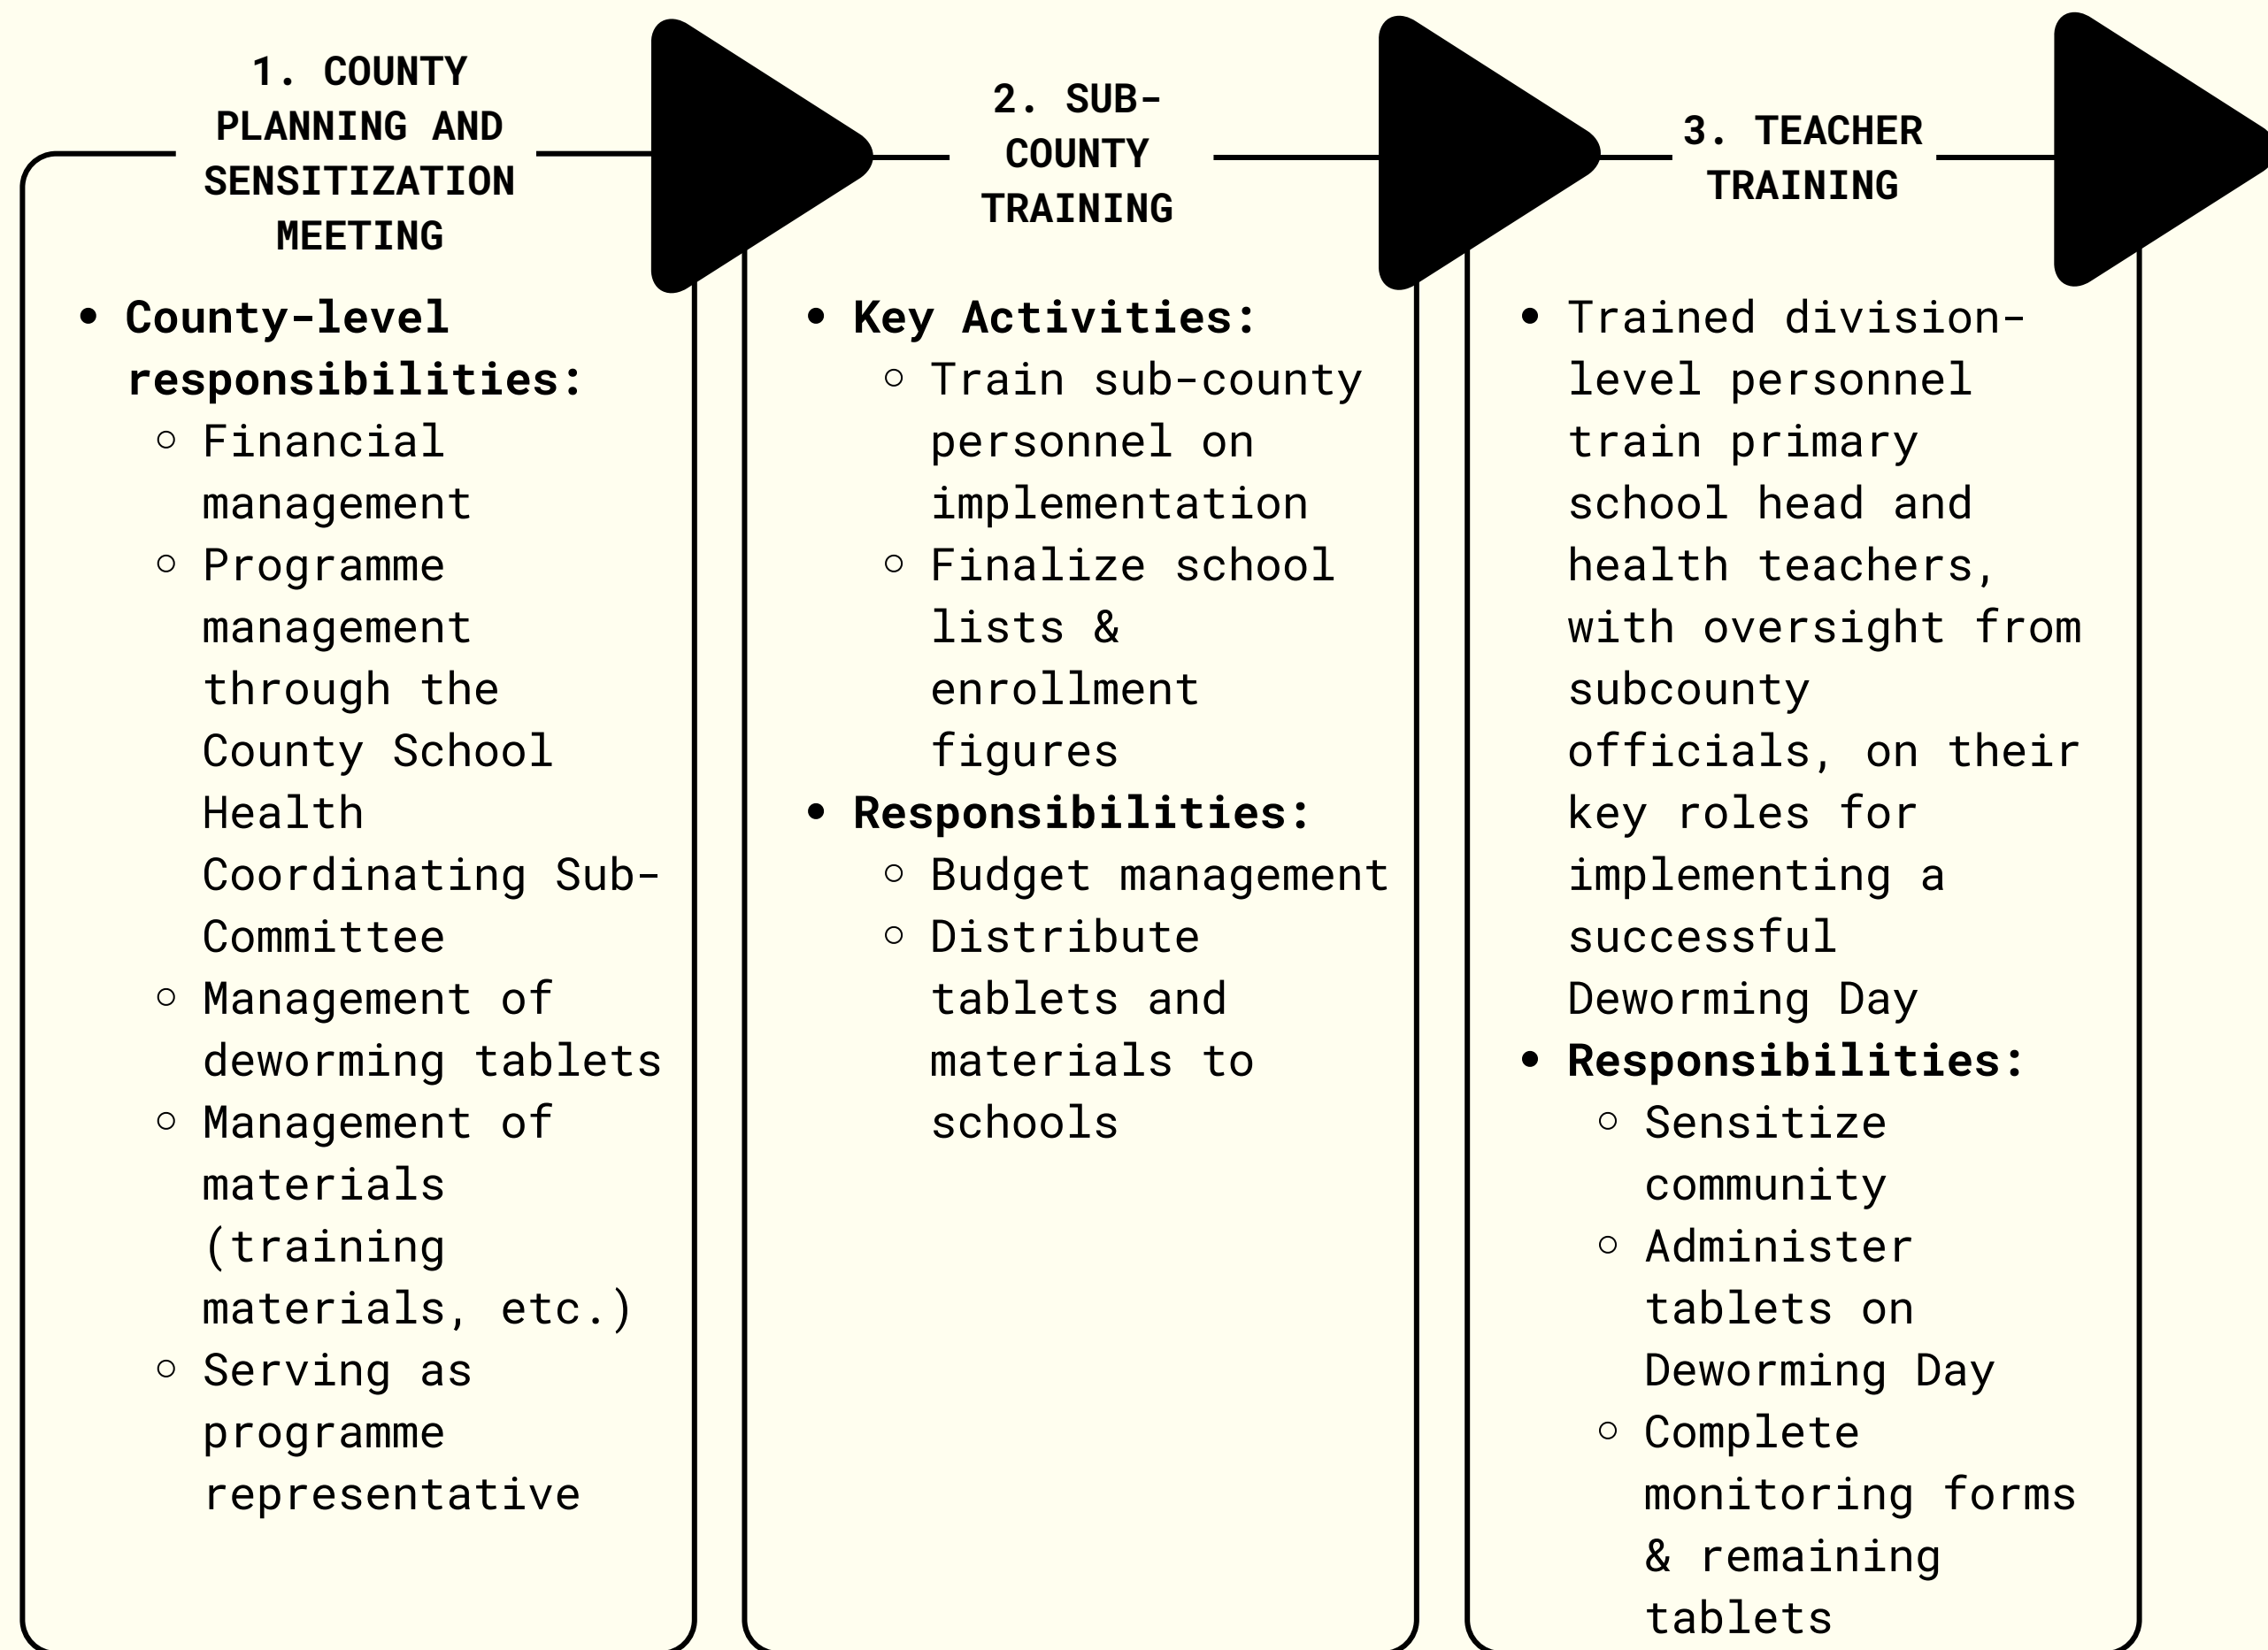 1. COUNTY
PLANNING AND
SENSITIZATION
MEETING
• County-level
responsibilities:
○ Financial
management
○ Programme
management
through the
County School
Health
Coordinating Sub-
Committee
○ Management of
deworming tablets
○ Management of
materials
(training
materials, etc.)
○ Serving as
programme
representative
2. SUB-
COUNTY
TRAINING
• Key Activities:
○ Train sub-county
personnel on
implementation
○ Finalize school
lists &
enrollment
figures
• Responsibilities:
○ Budget management
○ Distribute
tablets and
materials to
schools
3. TEACHER
TRAINING
• Trained division-
level personnel
train primary
school head and
health teachers,
with oversight from
subcounty
officials, on their
key roles for
implementing a
successful
Deworming Day
• Responsibilities:
○ Sensitize
community
○ Administer
tablets on
Deworming Day
○ Complete
monitoring forms
& remaining
tablets